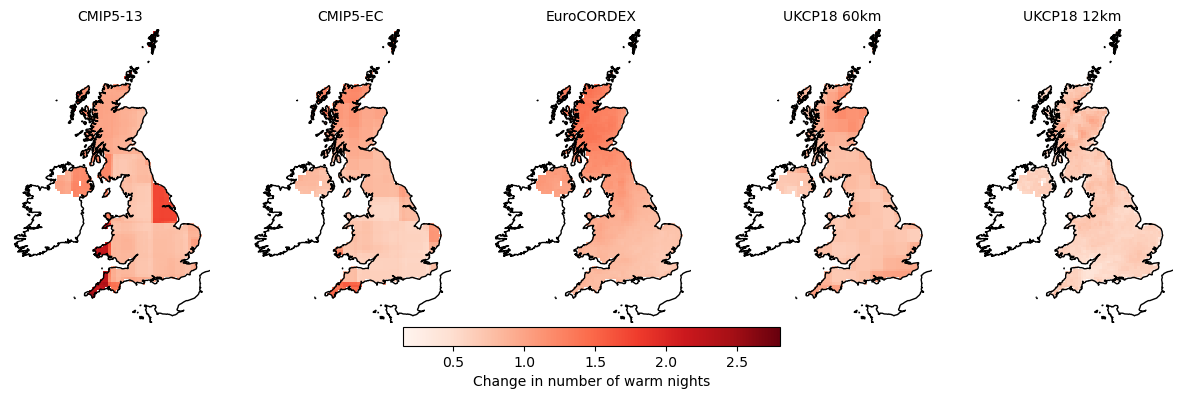 CMIP5-13
CMIP5-EC
EuroCORDEX
UKCP18 60km
UKCP18 12km
0.5
1.0
1.5
2.0
2.5
Change in number of warm nights